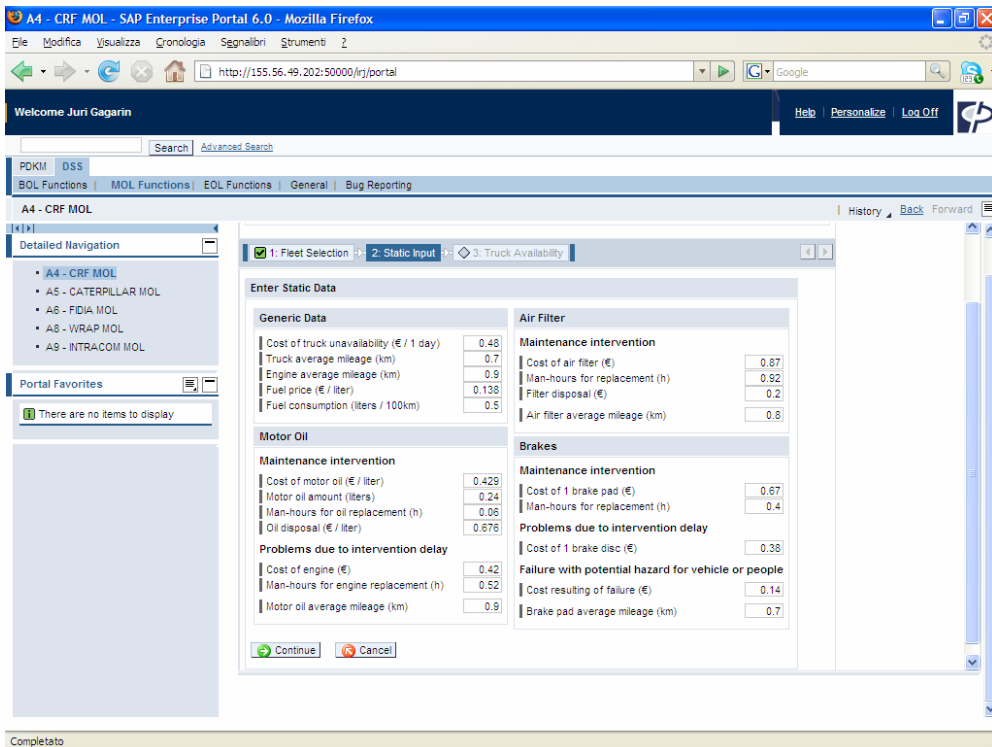 A4 - CRF MOL - SAP Enterprise Portal 6.0 - Mozilla Firefox
File Modifica Visualizza Cronologia Segnalibri Strumenti ?
http://155.56.49.202:50000/irj/portal
Google
Welcome Juri Gagarin
Help | Personalize | Log Off
Search Advanced Search
PDKM DSS
BOL Functions | MOL Functions | EOL Functions | General | Bug Reporting
A4 - CRF MOL
History Back Forward
Detailed Navigation
A4 - CRF MOL
A5 - CATERPILLAR MOL
A6 - FIDIA MOL
A8 - WRAP MOL
A9 - INTRACOM MOL
Portal Favorites
There are no items to display
1: Fleet Selection 2: Static Input 3: Truck Availability
Enter Static Data
Generic Data
Cost of truck unavailability (€ / 1 day) 0.48
Truck average mileage (km) 0.7
Engine average mileage (km) 0.9
Fuel price (€ / liter) 0.138
Fuel consumption (liters / 100km) 0.5
Motor Oil
Maintenance intervention
Cost of motor oil (€ / liter) 0.429
Motor oil amount (liters) 0.24
Man-hours for oil replacement (h) 0.06
Oil disposal (€ / liter) 0.676
Problems due to intervention delay
Cost of engine (€) 0.42
Man-hours for engine replacement (h) 0.52
Motor oil average mileage (km) 0.9
Air Filter
Maintenance intervention
Cost of air filter (€) 0.87
Man-hours for replacement (h) 0.92
Filter disposal (€) 0.2
Air filter average mileage (km) 0.8
Brakes
Maintenance intervention
Cost of 1 brake pad (€) 0.67
Man-hours for replacement (h) 0.4
Problems due to intervention delay
Cost of 1 brake disc (€) 0.38
Failure with potential hazard for vehicle or people
Cost resulting of failure (€) 0.14
Brake pad average mileage (km) 0.7
Continue Cancel
Completato